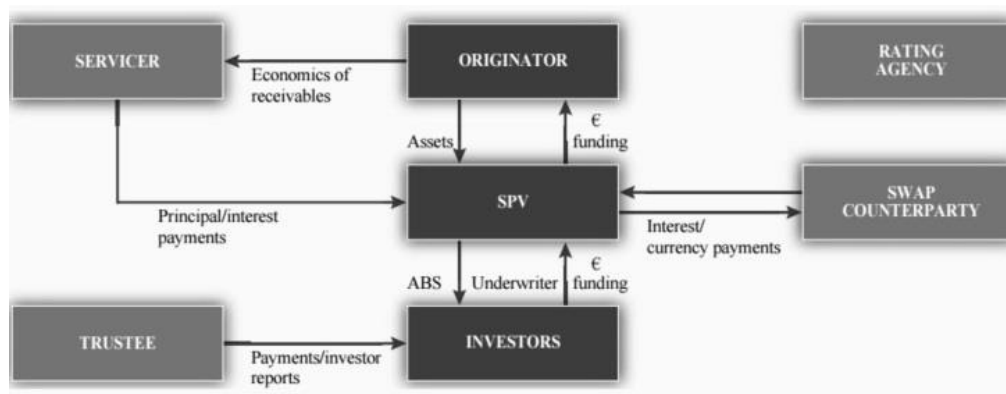 SERVICER
ORIGINATOR
RATING
AGENCY
Economics of
receivables
Assets
€
funding
SPV
SWAP
COUNTERPARTY
Principal/interest
payments
Interest/
currency payments
ABS
Underwriter
€
funding
TRUSTEE
INVESTORS
Payments/investor
reports